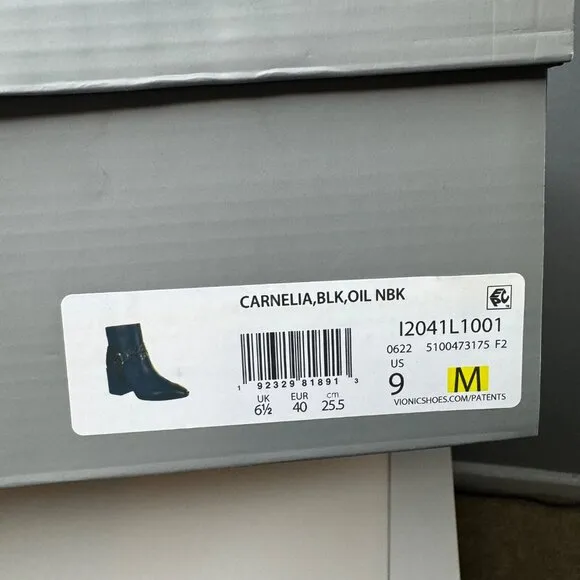 CARNELIA,BLK,OIL NBK
I2041L1001
0622 5100473175 F2
1 92329 81891 3
UK EUR cm
6½ 40 25.5
US
9 M
VIONICSHOES.COM/PATENTS